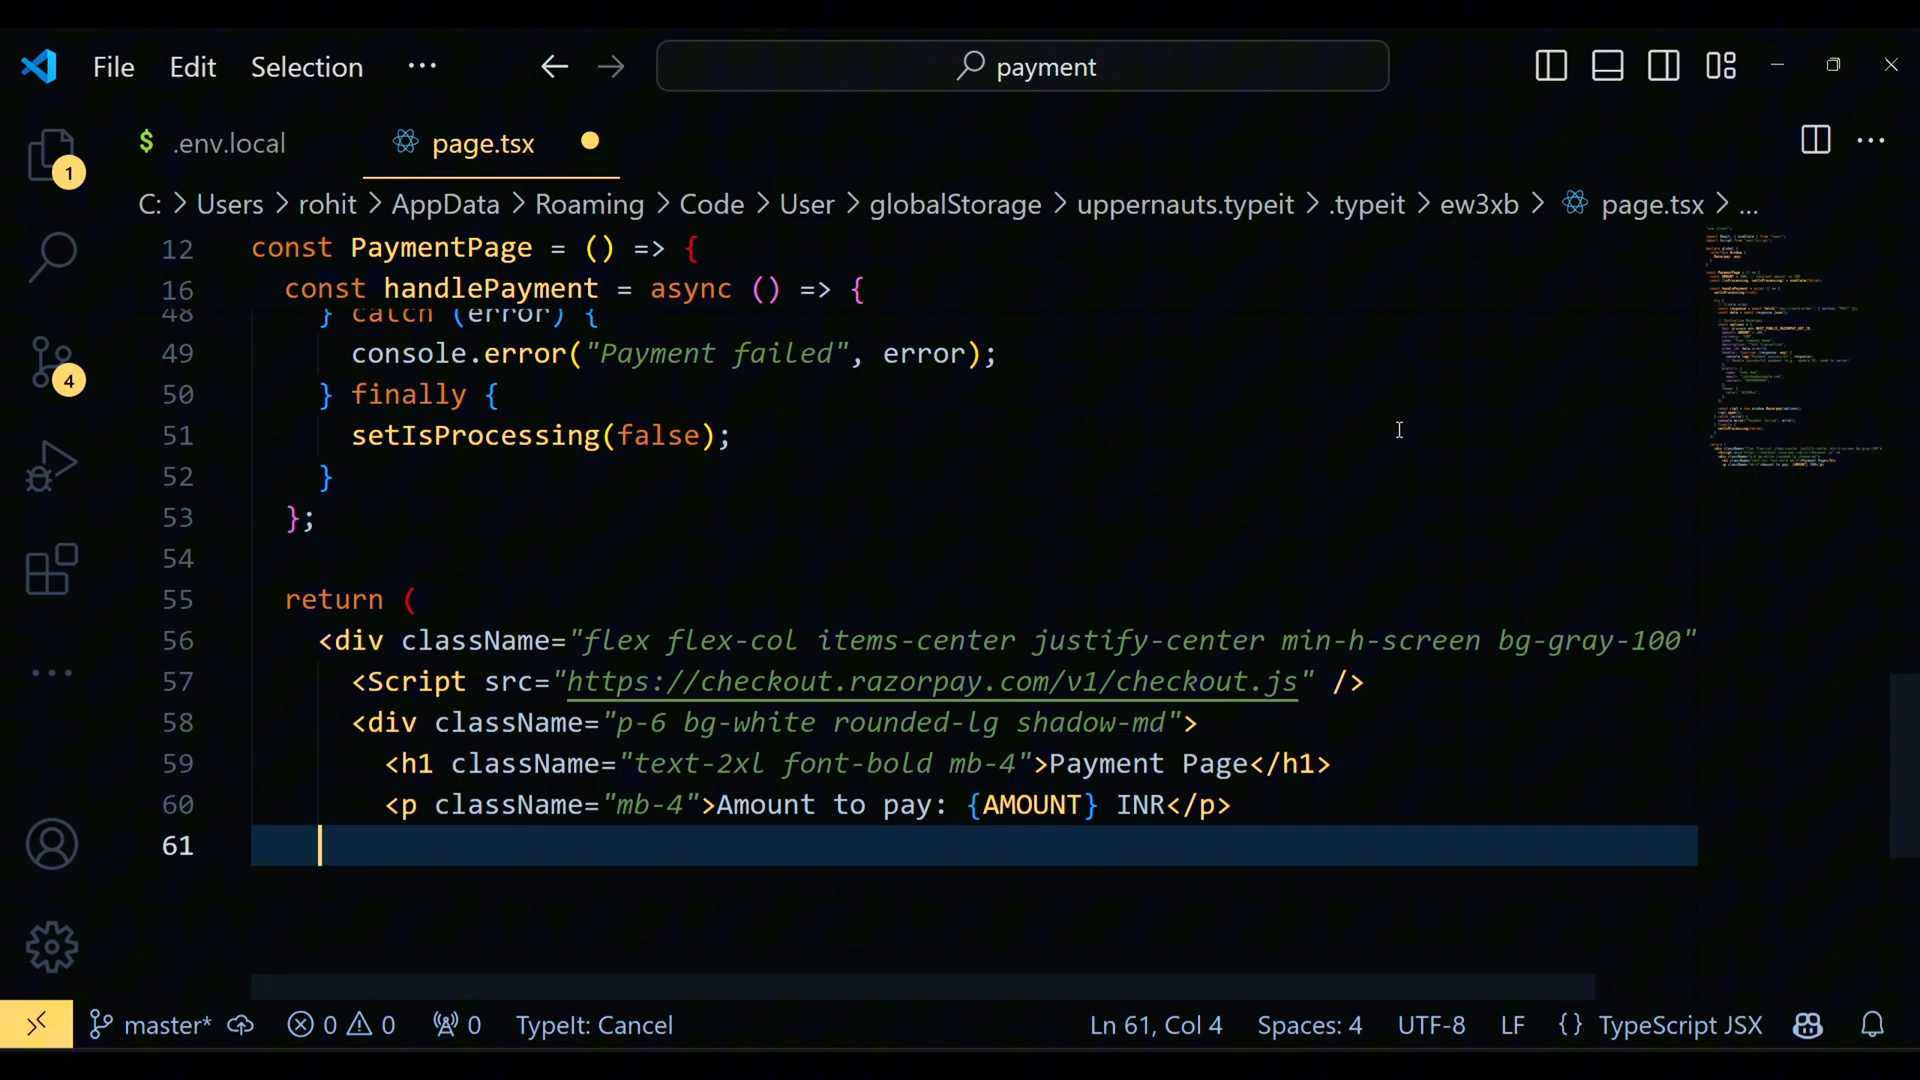 File Edit Selection ··· payment
$ .env.local page.tsx
C: > Users > rohit > AppData > Roaming > Code > User > globalStorage > uppernauts.typeit > .typeit > ew3xb > page.tsx > ...
1
4
12 const PaymentPage = () => {
16 const handlePayment = async () => {
48 } catch (error) {
49 console.error("Payment failed", error);
50 } finally {
51 setIsProcessing(false);
52 }
53 };
54
55 return (
56 <div className="flex flex-col items-center justify-center min-h-screen bg-gray-100"
57 <Script src="https://checkout.razorpay.com/v1/checkout.js" />
58 <div className="p-6 bg-white rounded-lg shadow-md">
59 <h1 className="text-2xl font-bold mb-4">Payment Page</h1>
60 <p className="mb-4">Amount to pay: {AMOUNT} INR</p>
61
master* 0 0 0 TypeIt: Cancel Ln 61, Col 4 Spaces: 4 UTF-8 LF {} TypeScript JSX